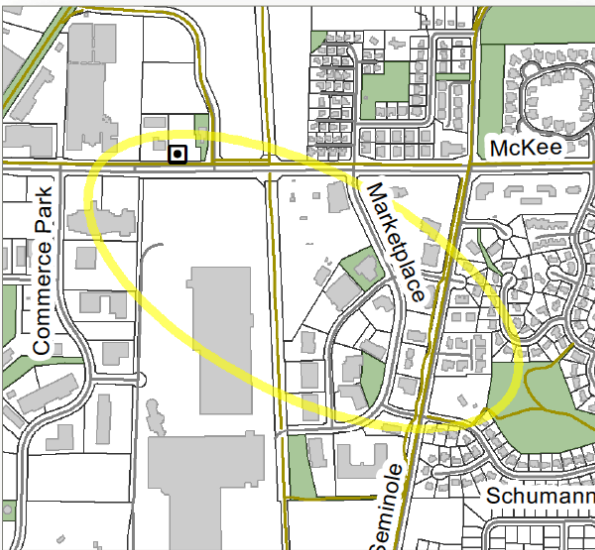 McKee
Commerce Park
Marketplace
Seminole
Schumann